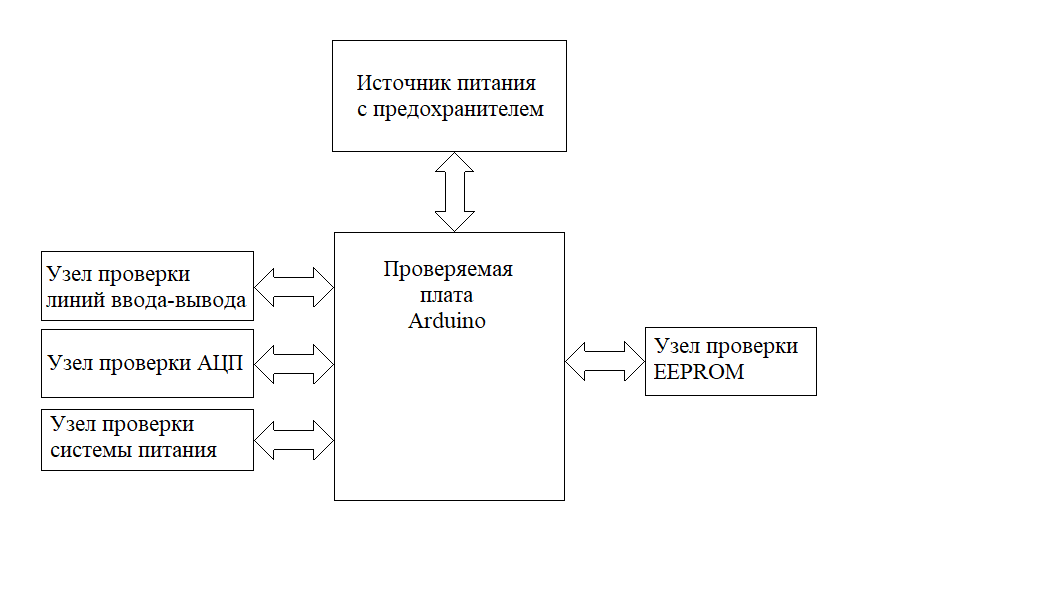 Источник питания
с предохранителем
Узел проверки
линий ввода-вывода
Узел проверки АЦП
Узел проверки
системы питания
Проверяемая
плата
Arduino
Узел проверки
EEPROM